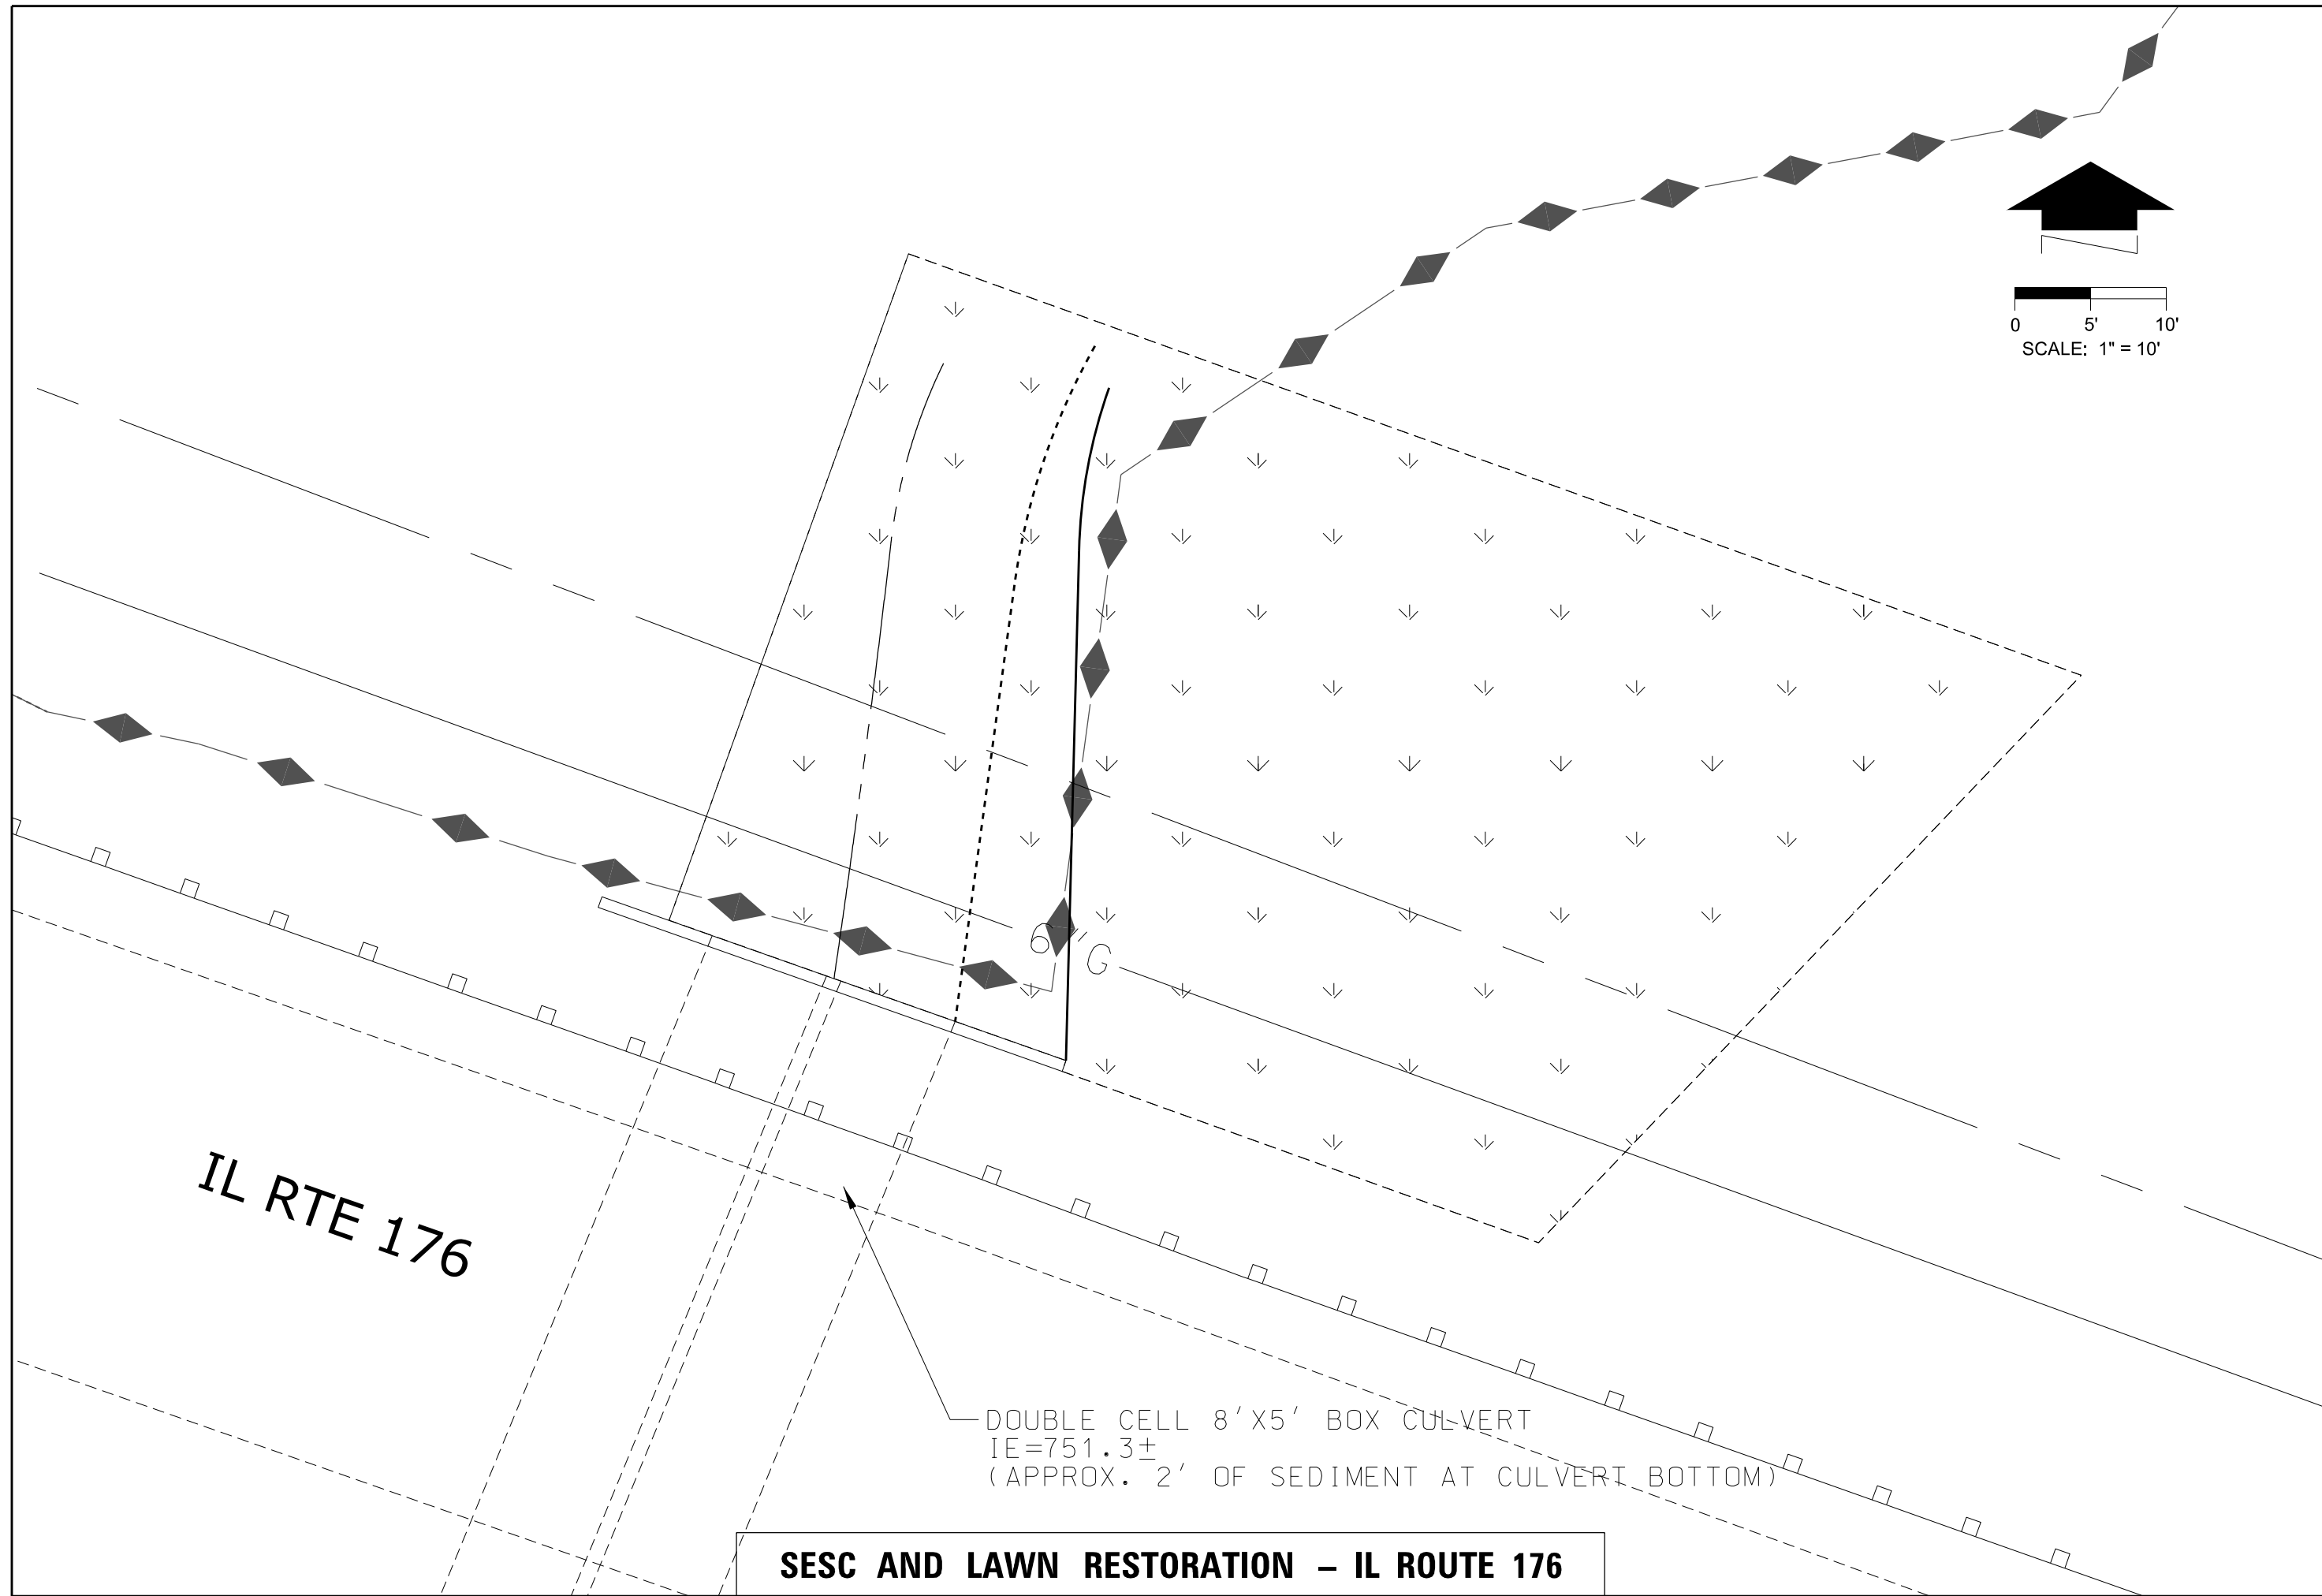 0 5' 10'
SCALE: 1" = 10'
6"G
IL RTE 176
DOUBLE CELL 8'X5' BOX CULVERT
IE=751.3±
(APPROX. 2' OF SEDIMENT AT CULVERT BOTTOM)
SESC AND LAWN RESTORATION – IL ROUTE 176